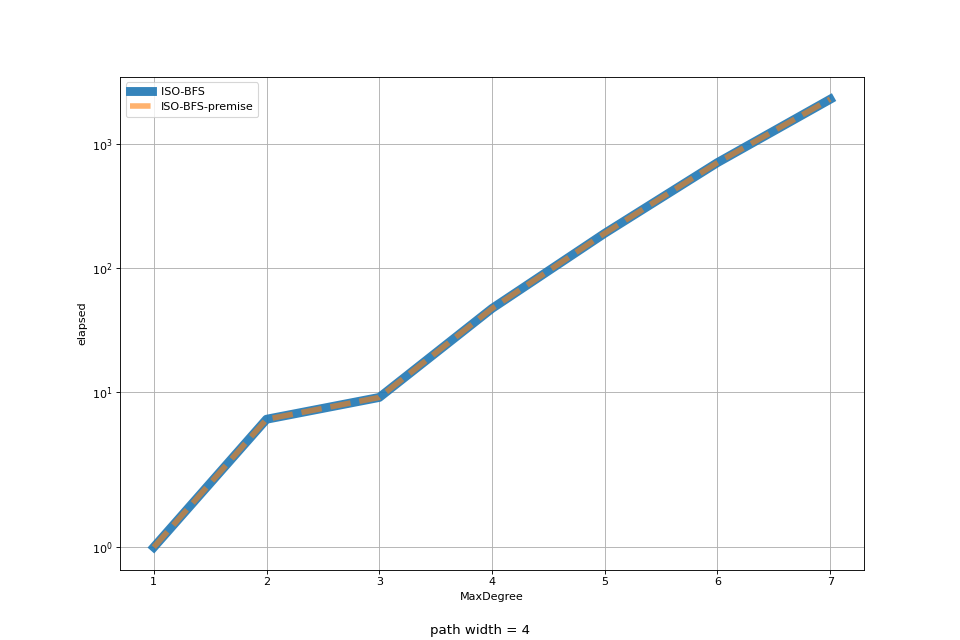 ISO-BFS
ISO-BFS-premise
10³
10²
10¹
10⁰
elapsed
1 2 3 4 5 6 7
MaxDegree
path width = 4